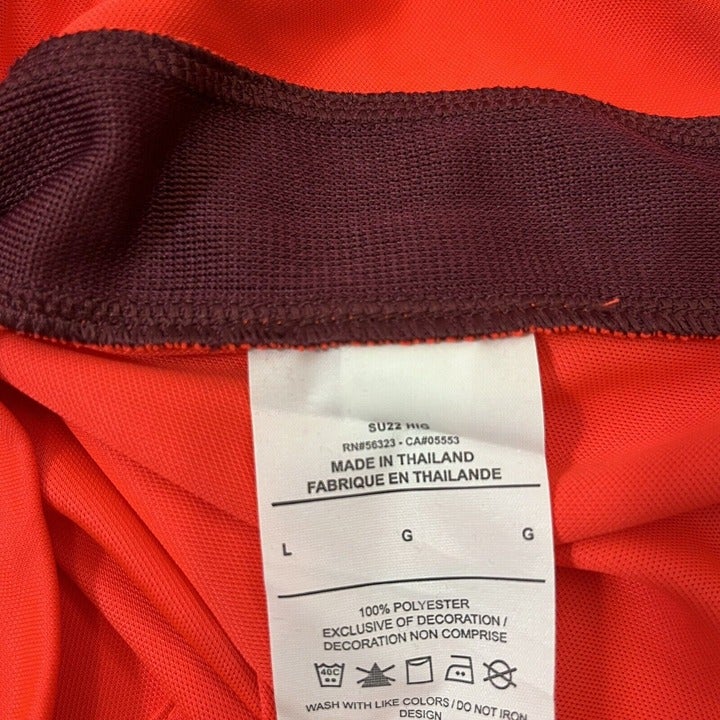 SU22 HIG
RN#56323 - CA#05553
MADE IN THAILAND
FABRIQUE EN THAILANDE
L G G
100% POLYESTER
EXCLUSIVE OF DECORATION /
DECORATION NON COMPRISE
40C
WASH WITH LIKE COLORS / DO NOT IRON
DESIGN